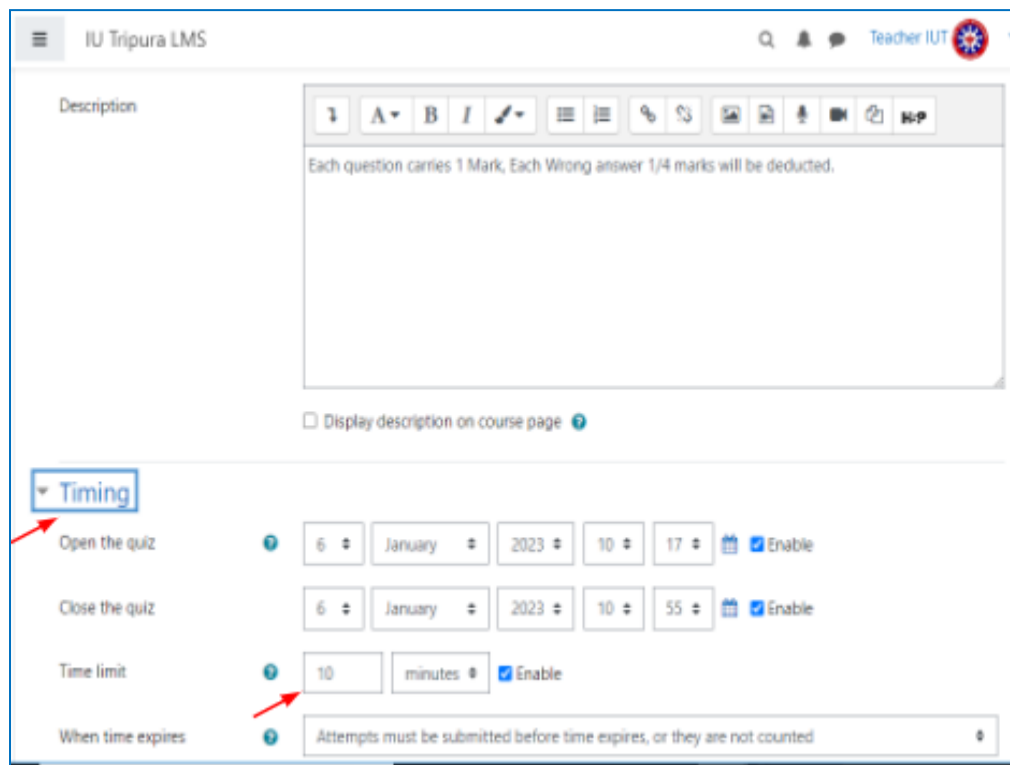 IU Tripura LMS Teacher IUT
Description
A B I H-P
Each question carries 1 Mark, Each Wrong answer 1/4 marks will be deducted.
Display description on course page
Timing
Open the quiz 6 January 2023 10 17 Enable
Close the quiz 6 January 2023 10 55 Enable
Time limit 10 minutes Enable
When time expires Attempts must be submitted before time expires, or they are not counted